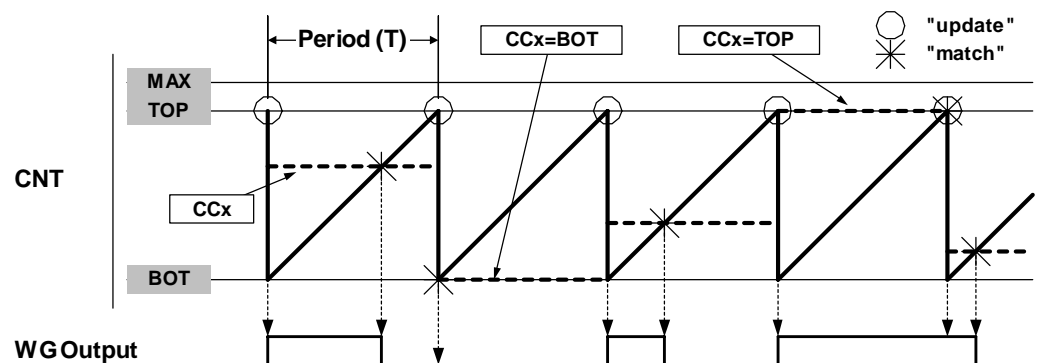 Period (T)
CCx=BOT
CCx=TOP
"update"
"match"
MAX
TOP
CNT
CCx
BOT
WG Output